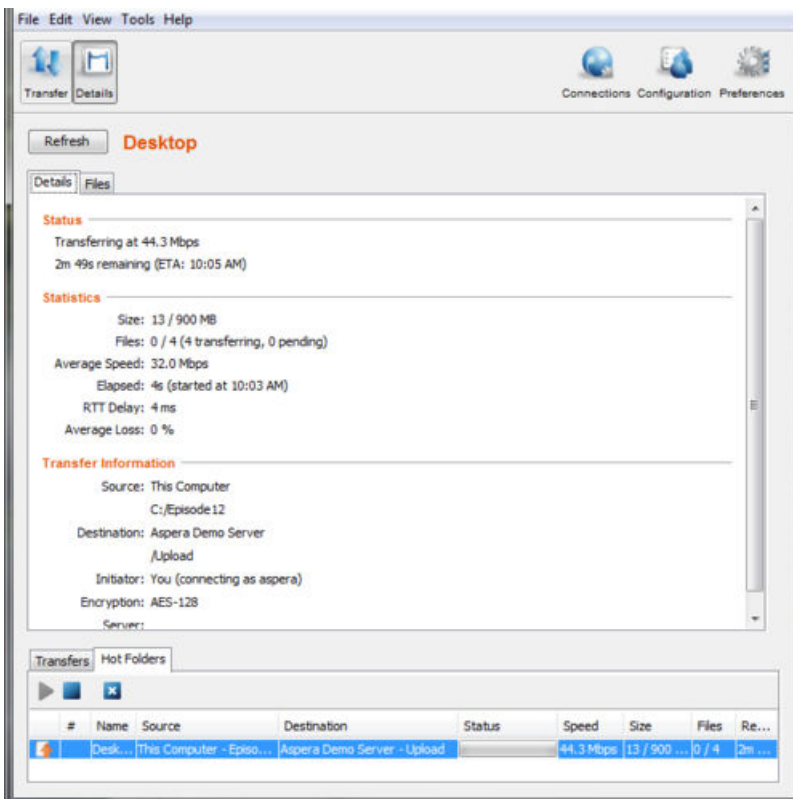 File Edit View Tools Help
Transfer Details Connections Configuration Preferences
Refresh Desktop
Details Files
Status
Transferring at 44.3 Mbps
2m 49s remaining (ETA: 10:05 AM)
Statistics
Size: 13 / 900 MB
Files: 0 / 4 (4 transferring, 0 pending)
Average Speed: 32.0 Mbps
Elapsed: 4s (started at 10:03 AM)
RTT Delay: 4 ms
Average Loss: 0 %
Transfer Information
Source: This Computer
C:/Episode12
Destination: Aspera Demo Server
/Upload
Initiator: You (connecting as aspera)
Encryption: AES-128
Server:
Transfers Hot Folders
# Name Source Destination Status Speed Size Files Re...
Desk... This Computer - Episo... Aspera Demo Server - Upload 44.3 Mbps 13 / 900 ... 0 / 4 2m ...